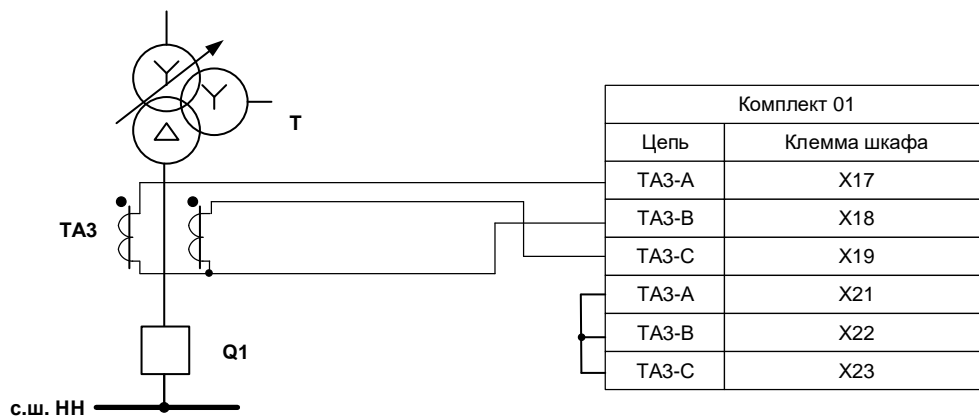 T
TA3
Q1
с.ш. НН
Комплект 01
Цепь Клемма шкафа
TA3-A X17
TA3-B X18
TA3-C X19
TA3-A X21
TA3-B X22
TA3-C X23